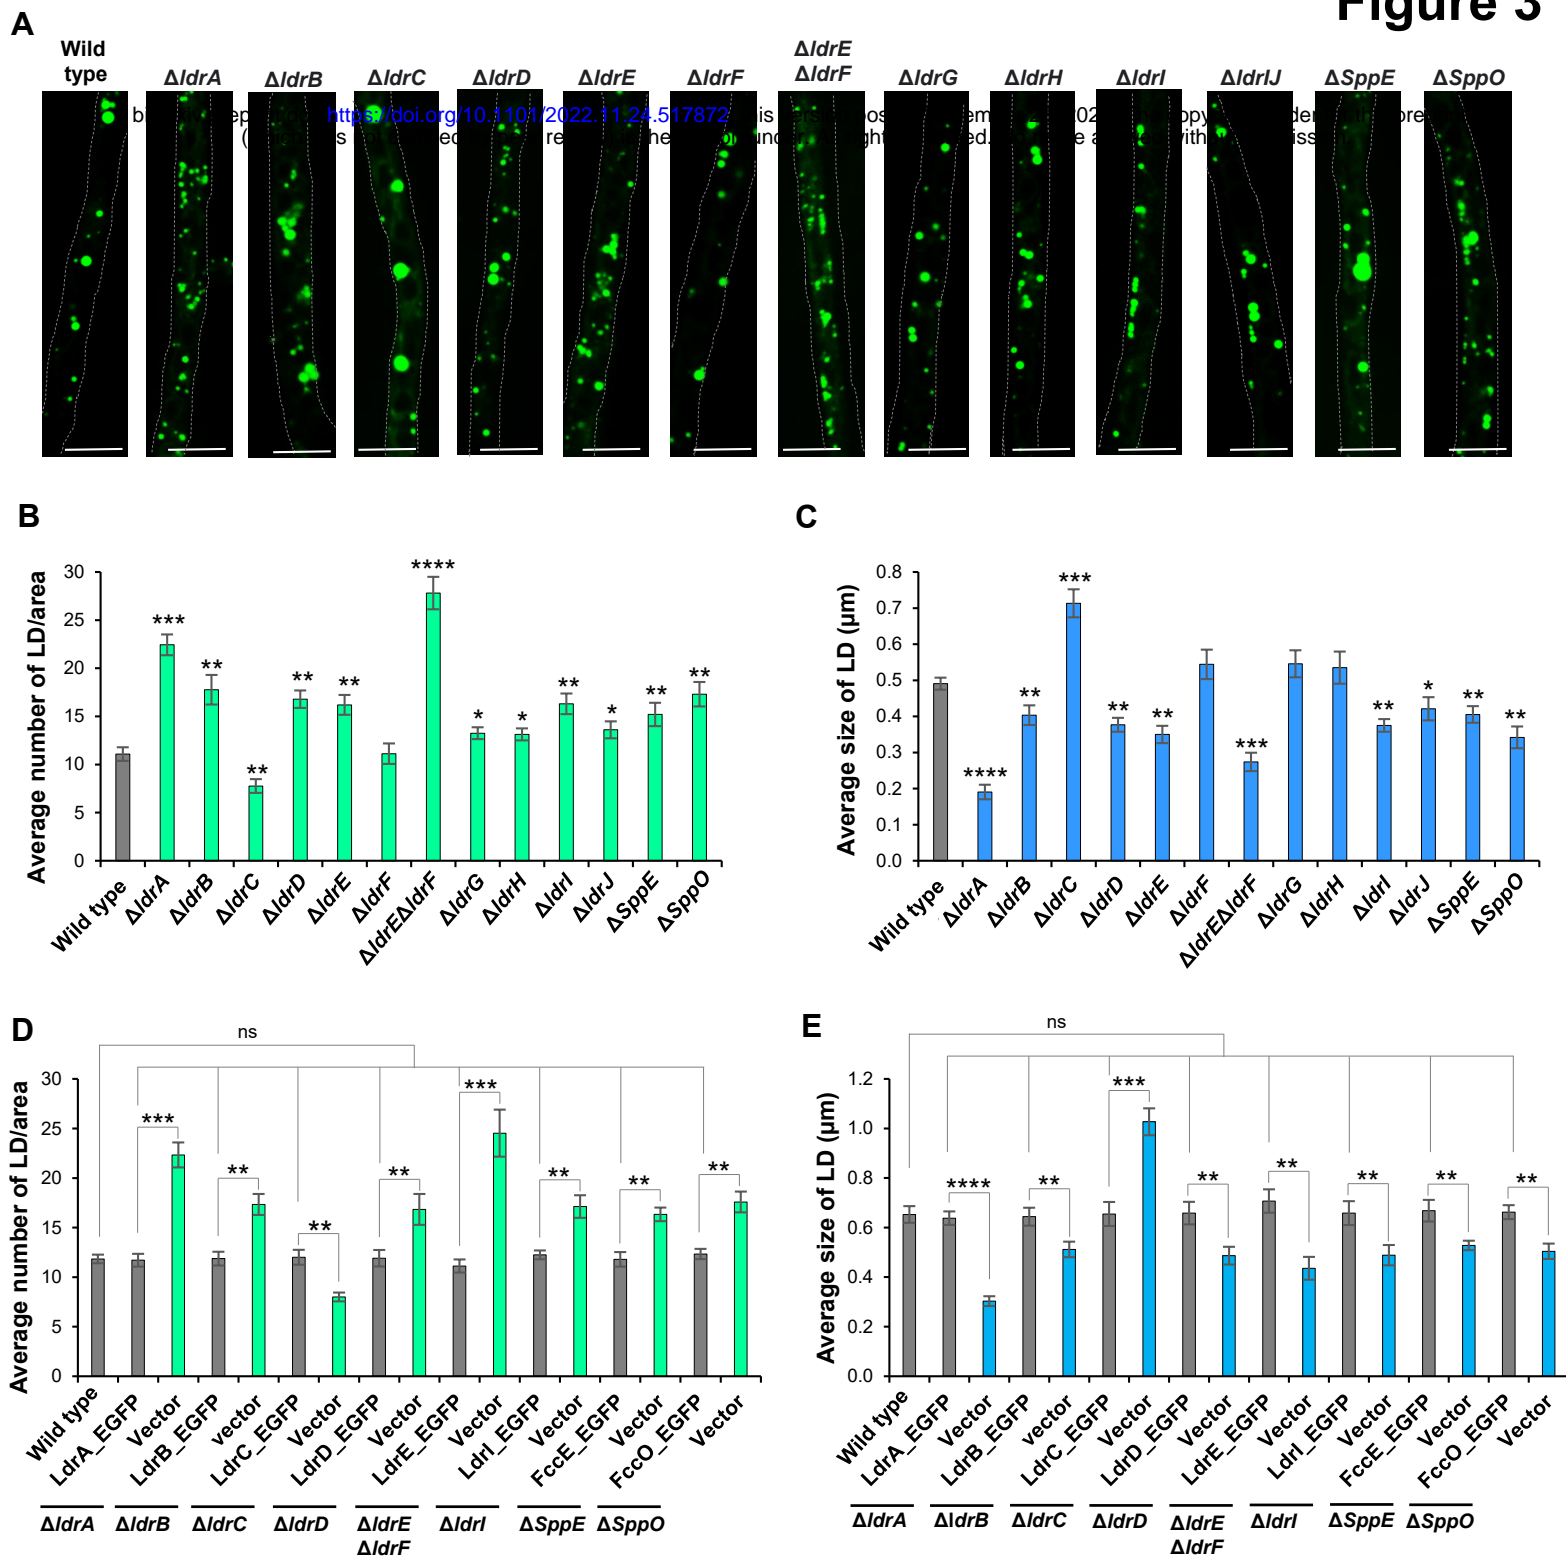 Figure 3
A
Wild type
ΔldrA
ΔldrB
ΔldrC
ΔldrD
ΔldrE
ΔldrF
ΔldrE ΔldrF
ΔldrG
ΔldrH
ΔldrI
ΔldrIJ
ΔSppE
ΔSppO
https://doi.org/10.1101/2022.11.24.517872
B
Average number of LD/area
30
25
20
15
10
5
0
*** ** ** ** ** **** * * ** * ** **
Wild type ΔldrA ΔldrB ΔldrC ΔldrD ΔldrE ΔldrF ΔldrEΔldrF ΔldrG ΔldrH ΔldrI ΔldrJ ΔSppE ΔSppO
C
Average size of LD (µm)
0.8
0.7
0.6
0.5
0.4
0.3
0.2
0.1
0.0
**** ** *** ** ** *** ** * ** **
Wild type ΔldrA ΔldrB ΔldrC ΔldrD ΔldrE ΔldrF ΔldrEΔldrF ΔldrG ΔldrH ΔldrI ΔldrJ ΔSppE ΔSppO
D
ns
Average number of LD/area
30
25
20
15
10
5
0
*** ** ** ** *** ** ** **
Wild type LdrA_EGFP Vector LdrB_EGFP Vector LdrC_EGFP Vector LdrD_EGFP Vector LdrE_EGFP Vector LdrI_EGFP Vector FccE_EGFP Vector FccO_EGFP Vector
ΔldrA ΔldrB ΔldrC ΔldrD ΔldrE ΔldrI ΔSppE ΔSppO
ΔldrF
E
ns
Average size of LD (µm)
1.2
1.0
0.8
0.6
0.4
0.2
0.0
**** ** *** ** ** ** ** **
Wild type LdrA_EGFP Vector LdrB_EGFP Vector LdrC_EGFP Vector LdrD_EGFP Vector LdrE_EGFP Vector LdrI_EGFP Vector FccE_EGFP Vector FccO_EGFP Vector
ΔldrA ΔldrB ΔldrC ΔldrD ΔldrE ΔldrI ΔSppE ΔSppO
ΔldrF